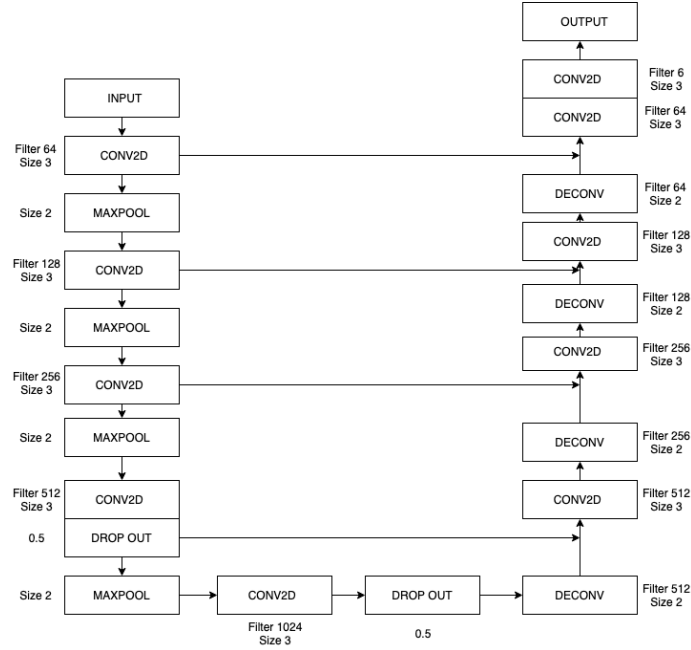 INPUT
Filter 64
Size 3
CONV2D
Size 2
MAXPOOL
Filter 128
Size 3
CONV2D
Size 2
MAXPOOL
Filter 256
Size 3
CONV2D
Size 2
MAXPOOL
Filter 512
Size 3
CONV2D
0.5
DROP OUT
Size 2
MAXPOOL
CONV2D
Filter 1024
Size 3
DROP OUT
0.5
OUTPUT
CONV2D
Filter 6
Size 3
CONV2D
Filter 64
Size 3
DECONV
Filter 64
Size 2
CONV2D
Filter 128
Size 3
DECONV
Filter 128
Size 2
CONV2D
Filter 256
Size 3
DECONV
Filter 256
Size 2
CONV2D
Filter 512
Size 3
DECONV
Filter 512
Size 2